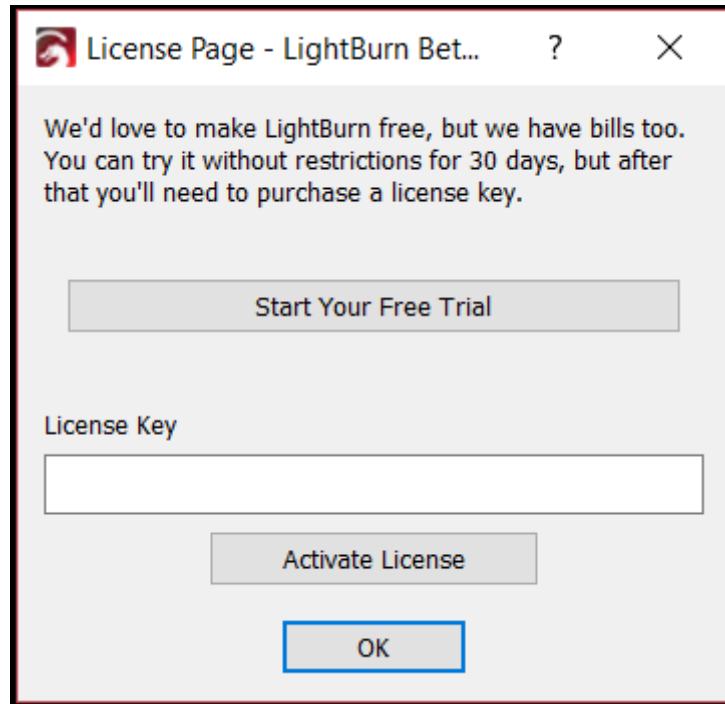 License Page - LightBurn Bet...
We'd love to make LightBurn free, but we have bills too.
You can try it without restrictions for 30 days, but after
that you'll need to purchase a license key.
Start Your Free Trial
License Key
Activate License
OK